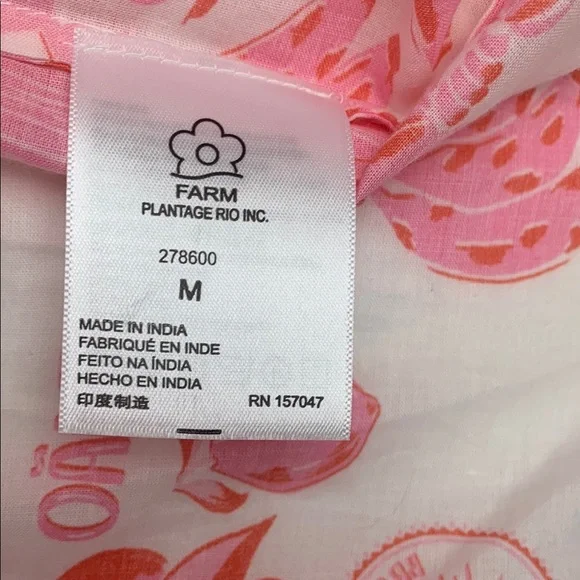 FARM
PLANTAGE RIO INC.
278600
M
MADE IN INDiA
FABRIQUÉ EN INDE
FEITO NA ÍNDIA
HECHO EN INDIA
印度制造
RN 157047